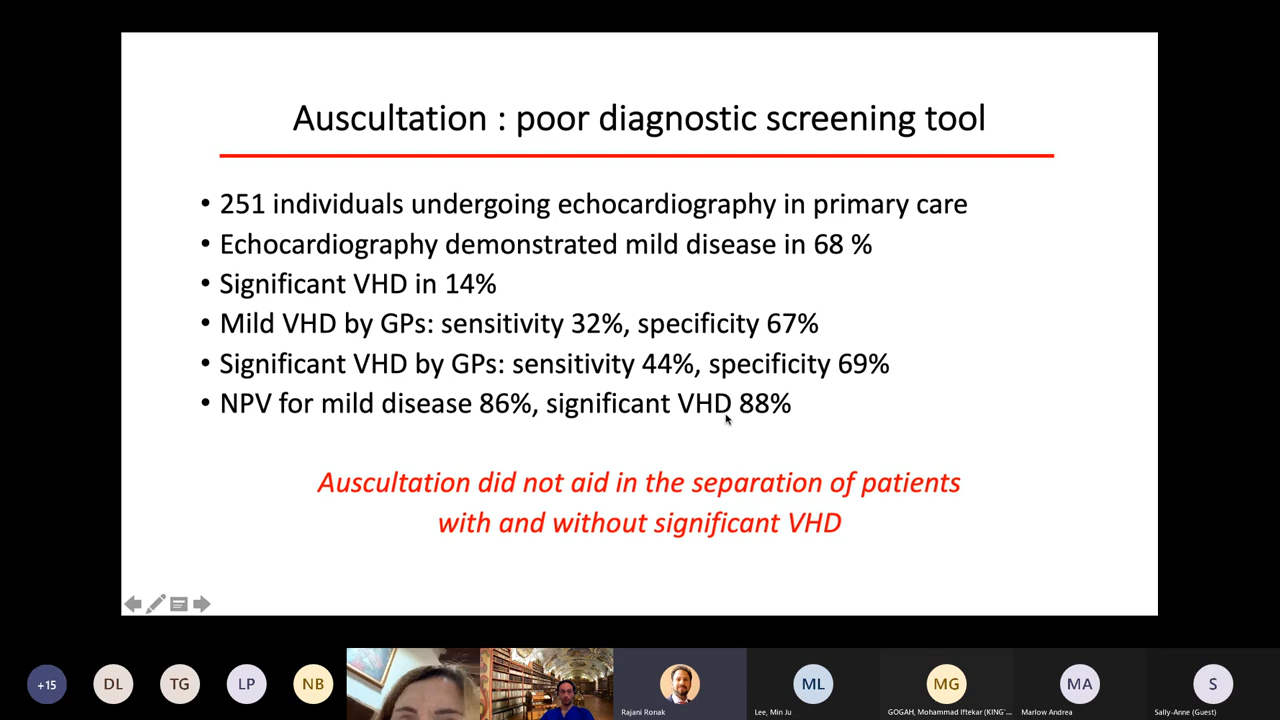 Auscultation : poor diagnostic screening tool
• 251 individuals undergoing echocardiography in primary care
• Echocardiography demonstrated mild disease in 68 %
• Significant VHD in 14%
• Mild VHD by GPs: sensitivity 32%, specificity 67%
• Significant VHD by GPs: sensitivity 44%, specificity 69%
• NPV for mild disease 86%, significant VHD 88%
Auscultation did not aid in the separation of patients
with and without significant VHD
+15
DL
TG
LP
NB
Rajani Ronak
ML
Lee, Min Ju
MG
GOGAH, Mohammad Iftekar (KING'...
MA
Marlow Andrea
S
Sally-Anne (Guest)